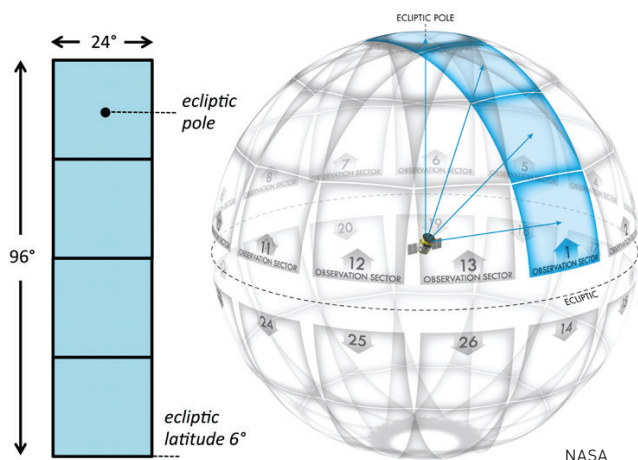 24°
96°
ecliptic
pole
ecliptic
latitude 6°
ECLIPTIC POLE
7
OBSERVATION SECTOR
6
OBSERVATION SECTOR
5
OBSERVATION SECTOR
8
OBSERVATION SECTOR
4
20
19
11
OBSERVATION SECTOR
12
OBSERVATION SECTOR
13
OBSERVATION SECTOR
1
OBSERVATION SECTOR
ECLIPTIC
24
25
26
14
NASA